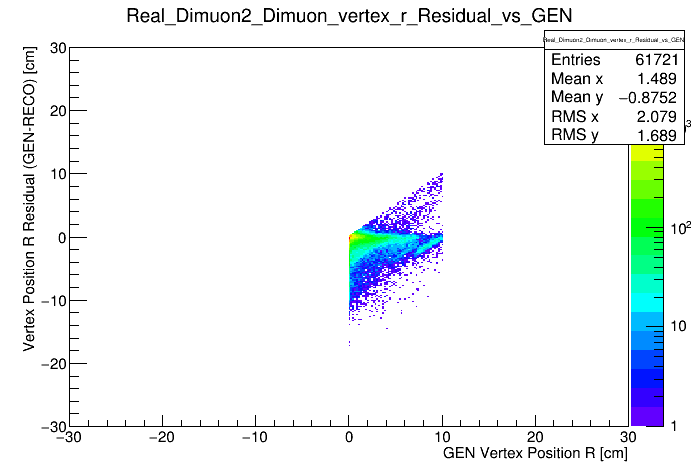 Real_Dimuon2_Dimuon_vertex_r_Residual_vs_GEN
Real_Dimuon2_Dimuon_vertex_r_Residual_vs_GEN
Entries 61721
Mean x 1.489
Mean y −0.8752
RMS x 2.079
RMS y 1.689
Vertex Position R Residual (GEN-RECO) [cm]
30
20
10
0
−10
−20
−30
−30 −20 −10 0 10 20 30
GEN Vertex Position R [cm]
10²
10
1